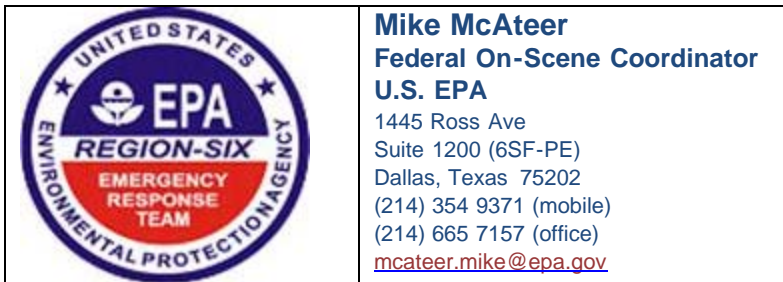 UNITED STATES
EPA
REGION-SIX
EMERGENCY
RESPONSE
TEAM
ENVIRONMENTAL PROTECTION AGENCY
Mike McAteer
Federal On-Scene Coordinator
U.S. EPA
1445 Ross Ave
Suite 1200 (6SF-PE)
Dallas, Texas 75202
(214) 354 9371 (mobile)
(214) 665 7157 (office)
mcateer.mike@epa.gov